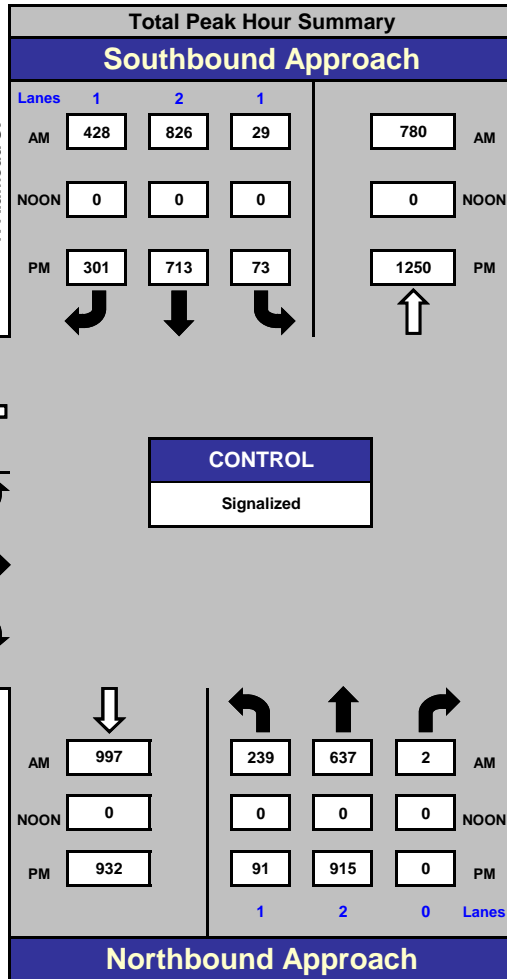 Total Peak Hour Summary
Southbound Approach
Lanes 1 2 1
AM 428 826 29 780 AM
NOON 0 0 0 0 NOON
PM 301 713 73 1250 PM
CONTROL
Signalized
AM 997 239 637 2 AM
NOON 0 0 0 0 NOON
PM 932 91 915 0 PM
1 2 0 Lanes
Northbound Approach